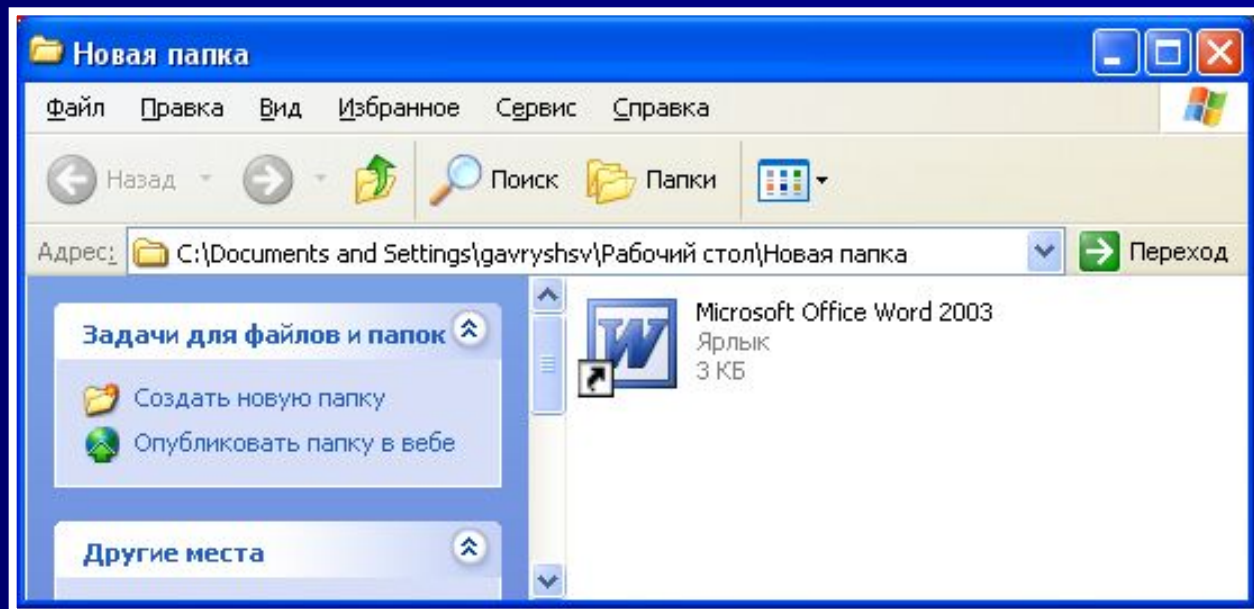 Новая папка
Файл Правка Вид Избранное Сервис Справка
Назад Поиск Папки
Адрес: C:\Documents and Settings\gavryshsv\Рабочий стол\Новая папка Переход
Задачи для файлов и папок
Создать новую папку
Опубликовать папку в вебе
Другие места
Microsoft Office Word 2003
Ярлык
3 КБ